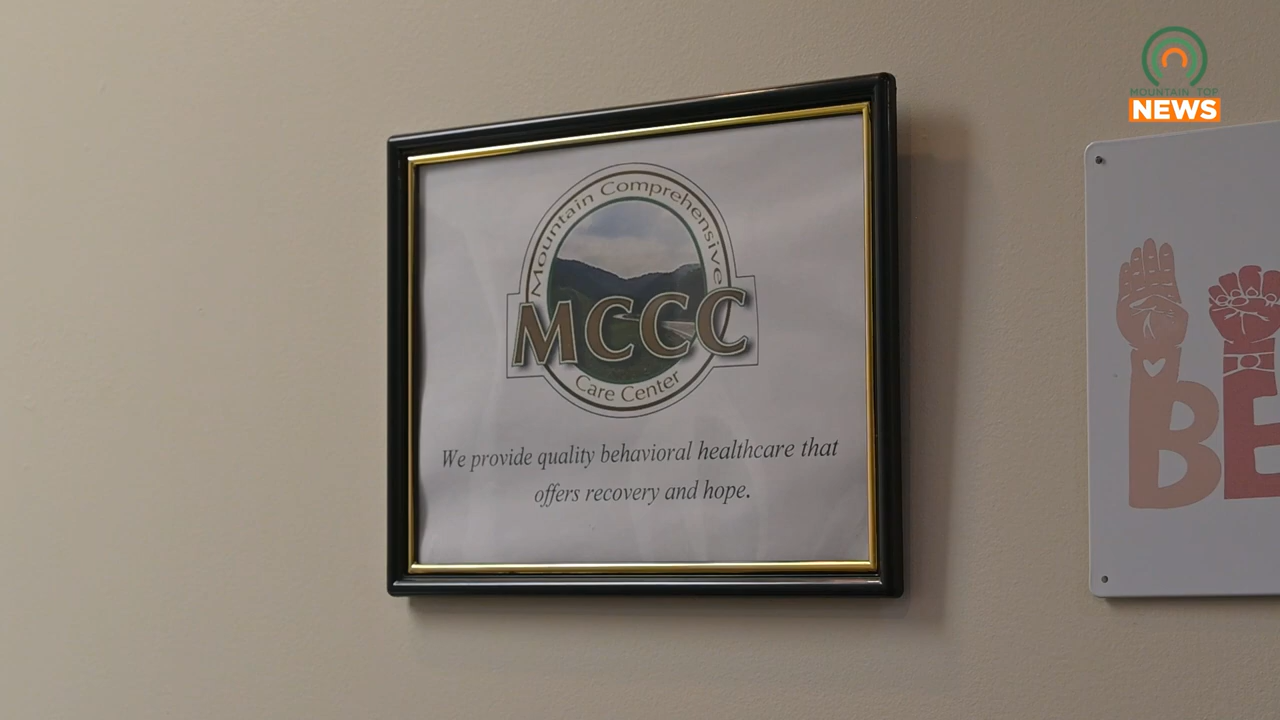 MOUNTAIN TOP
NEWS
Mountain Comprehensive
MCCC
Care Center
We provide quality behavioral healthcare that
offers recovery and hope.
BE